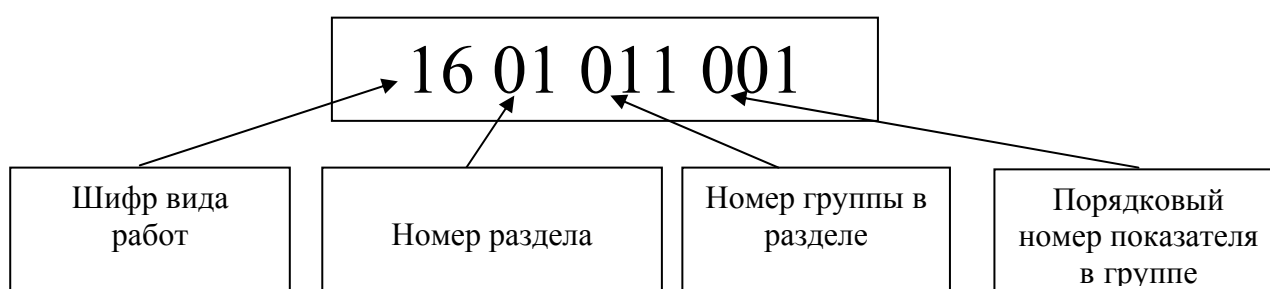 16 01 011 001
Шифр вида
работ
Номер раздела
Номер группы в
разделе
Порядковый
номер показателя
в группе